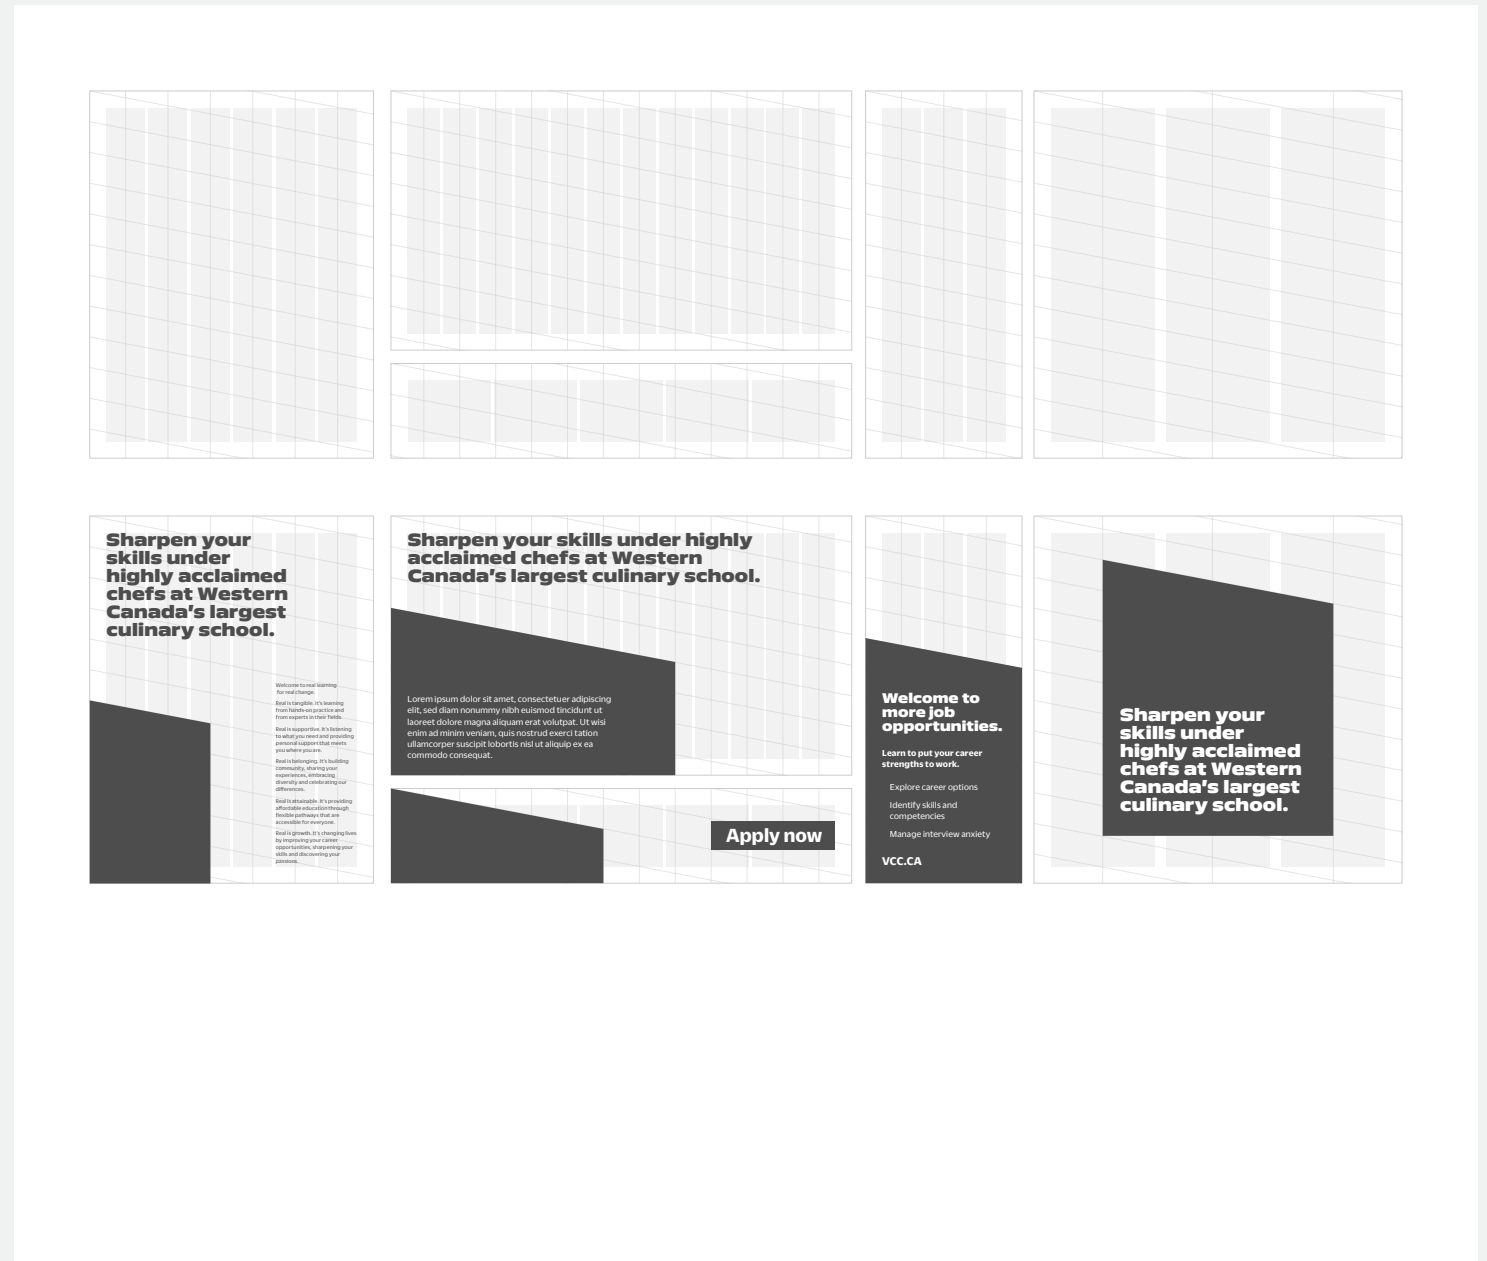 Sharpen your
skills under
highly acclaimed
chefs at Western
Canada's largest
culinary school.
Welcome to real learning
for real change.
Real is tangible. It's learning
from hands-on practice and
from experts in their fields.
Real is supportive. It's listening
to what you need and providing
personal support that meets
you where you are.
Real is belonging. It's building
community, sharing your
experiences, embracing
diversity and celebrating our
differences.
Real is attainable. It's providing
affordable education through
flexible pathways that are
accessible for everyone.
Real is growth. It's changing lives
by improving your career
opportunities, sharpening your
skills and discovering your
passions.
Sharpen your skills under highly
acclaimed chefs at Western
Canada's largest culinary school.
Lorem ipsum dolor sit amet, consectetuer adipiscing
elit, sed diam nonummy nibh euismod tincidunt ut
laoreet dolore magna aliquam erat volutpat. Ut wisi
enim ad minim veniam, quis nostrud exerci tation
ullamcorper suscipit lobortis nisl ut aliquip ex ea
commodo consequat.
Apply now
Welcome to
more job
opportunities.
Learn to put your career
strengths to work.
Explore career options
Identify skills and
competencies
Manage interview anxiety
VCC.CA
Sharpen your
skills under
highly acclaimed
chefs at Western
Canada's largest
culinary school.